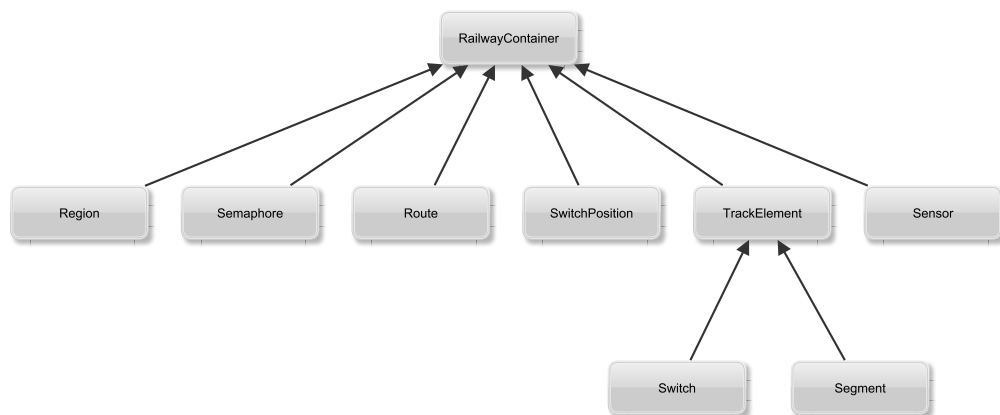 RailwayContainer
Region
Semaphore
Route
SwitchPosition
TrackElement
Sensor
Switch
Segment